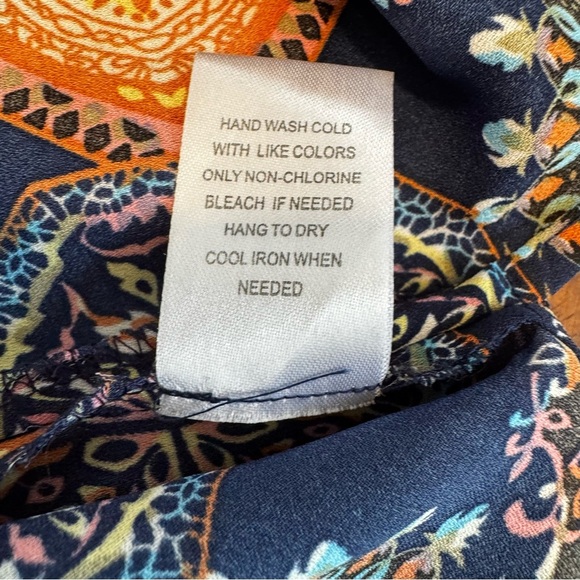 HAND WASH COLD
WITH LIKE COLORS
ONLY NON-CHLORINE
BLEACH IF NEEDED
HANG TO DRY
COOL IRON WHEN
NEEDED